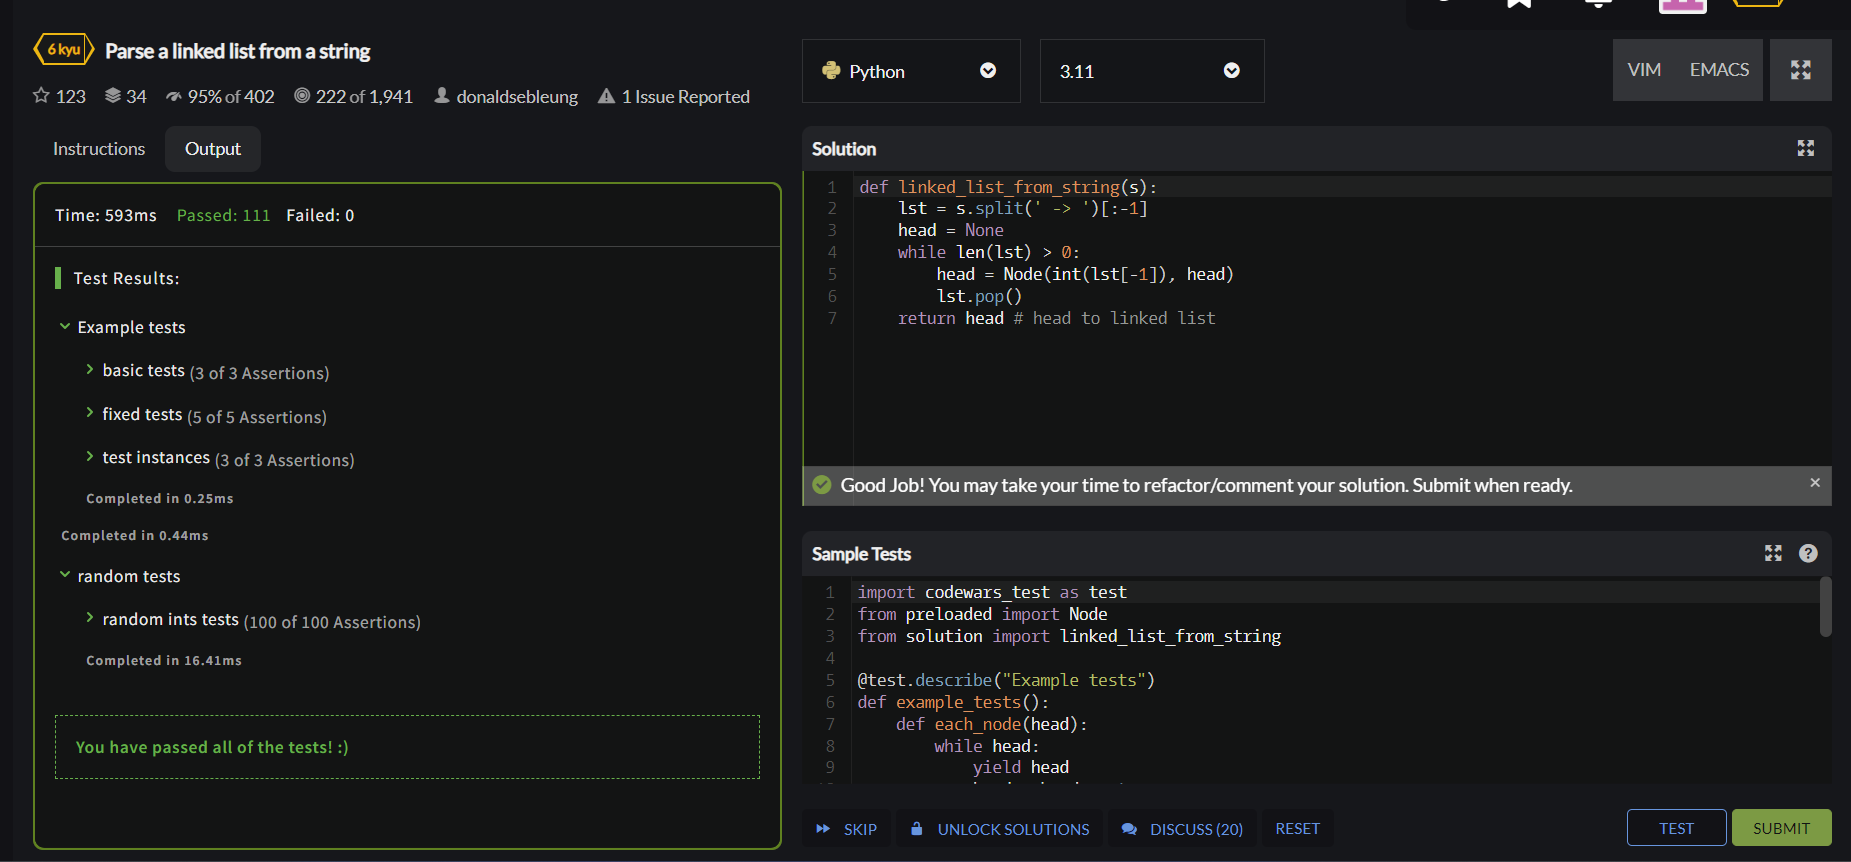 6 kyu Parse a linked list from a string
123 34 95% of 402 222 of 1,941 donaldsebleung 1 Issue Reported
Instructions Output
Time: 593ms Passed: 111 Failed: 0
Test Results:
Example tests
basic tests (3 of 3 Assertions)
fixed tests (5 of 5 Assertions)
test instances (3 of 3 Assertions)
Completed in 0.25ms
Completed in 0.44ms
random tests
random ints tests (100 of 100 Assertions)
Completed in 16.41ms
You have passed all of the tests! :)
Python 3.11 VIM EMACS
Solution
1 def linked_list_from_string(s):
2 lst = s.split(' -> ')[:-1]
3 head = None
4 while len(lst) > 0:
5 head = Node(int(lst[-1]), head)
6 lst.pop()
7 return head # head to linked list
Good Job! You may take your time to refactor/comment your solution. Submit when ready. ×
Sample Tests ?
1 import codewars_test as test
2 from preloaded import Node
3 from solution import linked_list_from_string
4
5 @test.describe("Example tests")
6 def example_tests():
7 def each_node(head):
8 while head:
9 yield head
SKIP UNLOCK SOLUTIONS DISCUSS (20) RESET TEST SUBMIT